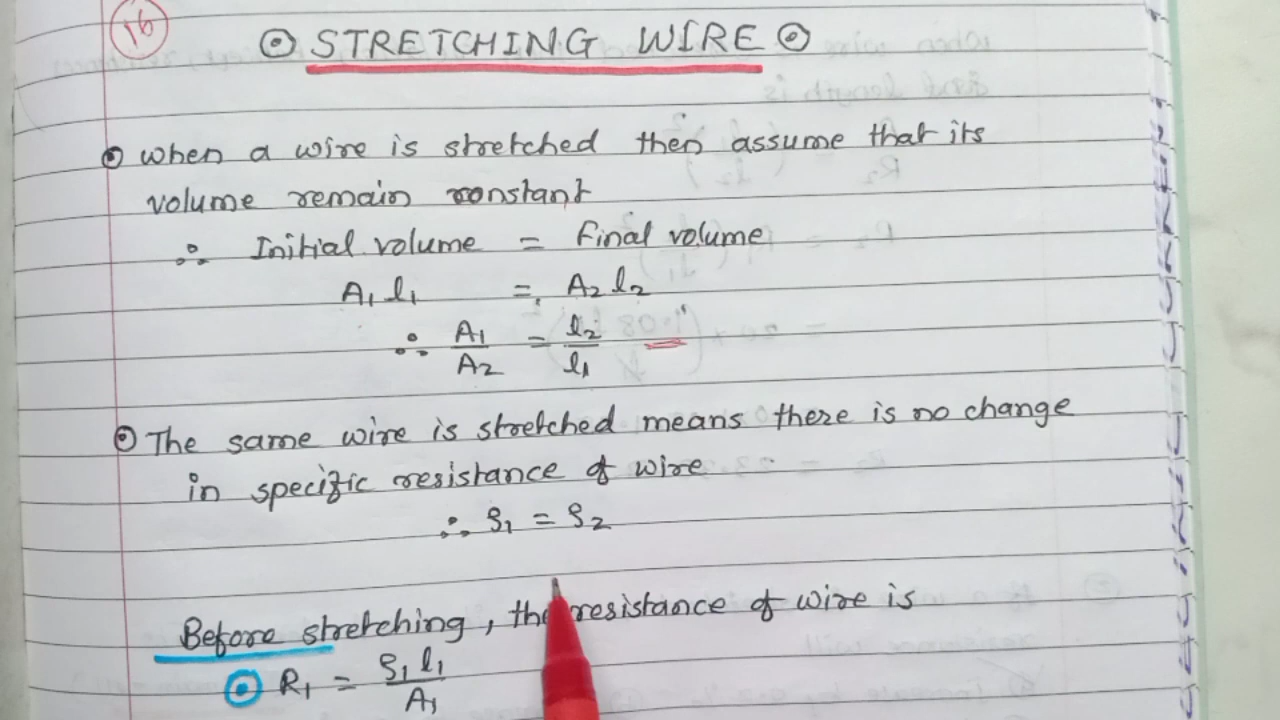 16
STRETCHING WIRE
When a wire is stretched then assume that its
volume remain constant
∴ Initial volume = Final volume
A₁ l₁ = A₂ l₂
∴ A₁/A₂ = l₂/l₁
The same wire is stretched means there is no change
in specific resistance of wire
∴ ρ₁ = ρ₂
Before stretching, the resistance of wire is
R₁ = ρ₁ l₁/A₁